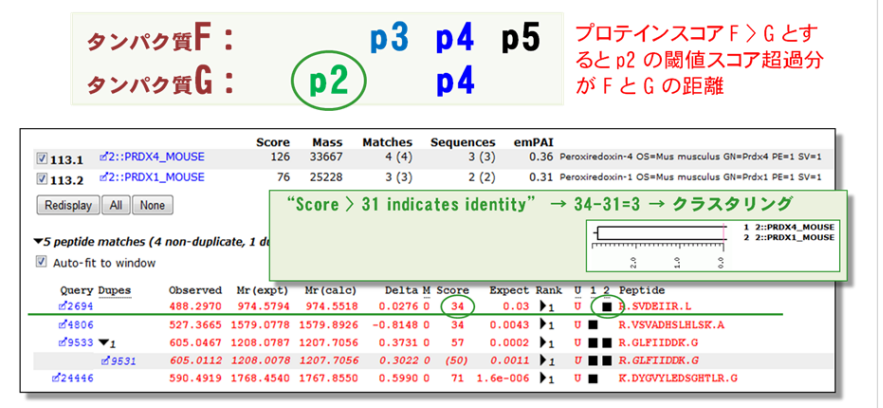 タンパク質F： p3 p4 p5
タンパク質G： p2 p4
プロテインスコアF＞Gとす
るとp2の閾値スコア超過分
がFとGの距離
Score Mass Matches Sequences emPAI
113.1 2::PRDX4_MOUSE 126 33667 4 (4) 3 (3) 0.36 Peroxiredoxin-4 OS=Mus musculus GN=Prdx4 PE=1 SV=1
113.2 2::PRDX1_MOUSE 76 25228 3 (3) 2 (2) 0.31 Peroxiredoxin-1 OS=Mus musculus GN=Prdx1 PE=1 SV=1
Redisplay All None
“Score > 31 indicates identity” → 34-31=3 → クラスタリング
1 2::PRDX4_MOUSE
2 2::PRDX1_MOUSE
2.0 1.0 0.0
▼5 peptide matches (4 non-duplicate, 1 du
Auto-fit to window
Query Dupes Observed Mr(expt) Mr(calc) Delta M Score Expect Rank U 1 2 Peptide
2694 488.2970 974.5794 974.5518 0.0276 0 34 0.03 ▶1 U ■ R.SVDEIIR.L
4806 527.3665 1579.0778 1579.8926 -0.8148 0 34 0.0043 ▶1 U ■ R.VSVADHSLHLSK.A
9533 ▼1 605.0467 1208.0787 1207.7056 0.3731 0 57 0.0002 ▶1 U ■ ■ R.GLFIIDDK.G
9531 605.0112 1208.0078 1207.7056 0.3022 0 (50) 0.0011 ▶1 U ■ ■ R.GLFIIDDK.G
24446 590.4919 1768.4540 1767.8550 0.5990 0 71 1.6e-006 ▶1 U ■ K.DYGVYLEDSGHTLR.G